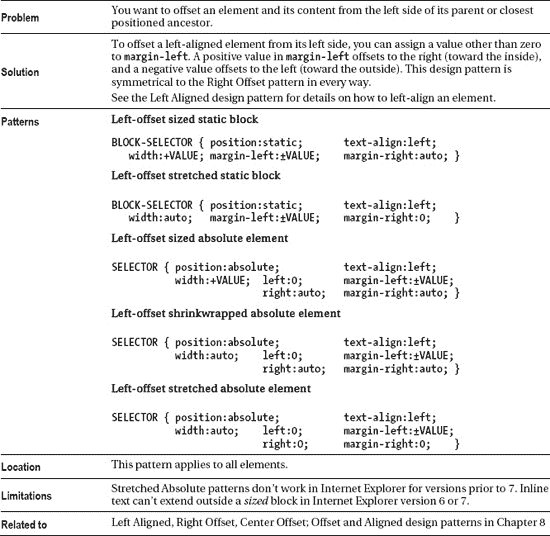 Problem
You want to offset an element and its content from the left side of its parent or closest
positioned ancestor.
Solution
To offset a left-aligned element from its left side, you can assign a value other than zero
to margin-left. A positive value in margin-left offsets to the right (toward the inside),
and a negative value offsets to the left (toward the outside). This design pattern is
symmetrical to the Right Offset pattern in every way.
See the Left Aligned design pattern for details on how to left-align an element.
Patterns
Left-offset sized static block
BLOCK-SELECTOR { position:static; text-align:left;
width:+VALUE; margin-left:±VALUE; margin-right:auto; }
Left-offset stretched static block
BLOCK-SELECTOR { position:static; text-align:left;
width:auto; margin-left:±VALUE; margin-right:0; }
Left-offset sized absolute element
SELECTOR { position:absolute; text-align:left;
width:+VALUE; left:0; margin-left:±VALUE;
right:auto; margin-right:auto; }
Left-offset shrinkwrapped absolute element
SELECTOR { position:absolute; text-align:left;
width:auto; left:0; margin-left:±VALUE;
right:auto; margin-right:auto; }
Left-offset stretched absolute element
SELECTOR { position:absolute; text-align:left;
width:auto; left:0; margin-left:±VALUE;
right:0; margin-right:0; }
Location
This pattern applies to all elements.
Limitations
Stretched Absolute patterns don't work in Internet Explorer for versions prior to 7. Inline
text can't extend outside a sized block in Internet Explorer version 6 or 7.
Related to
Left Aligned, Right Offset, Center Offset; Offset and Aligned design patterns in Chapter 8